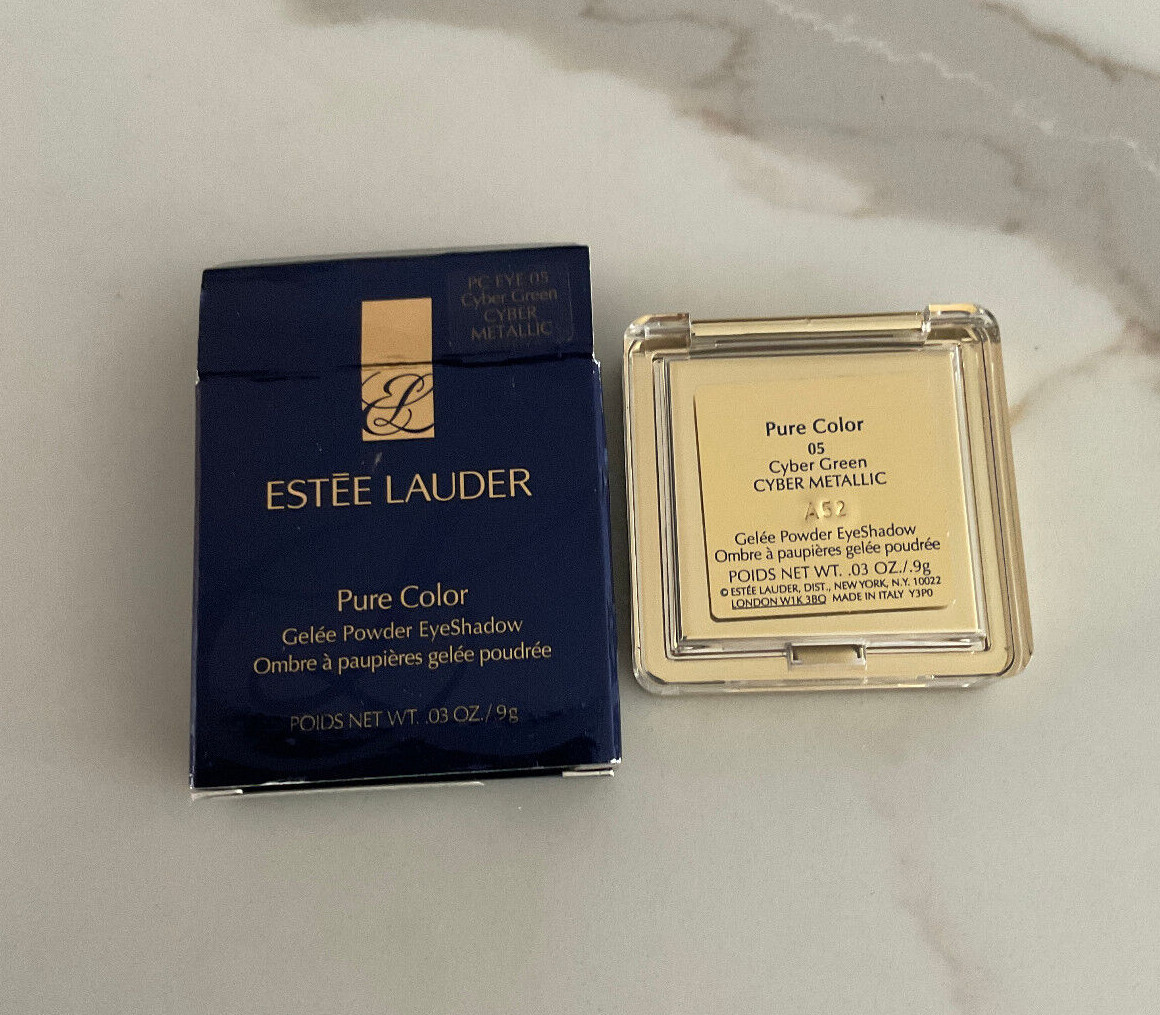 PC EYE 05
Cyber Green
CYBER
METALLIC
EL
ESTĒE LAUDER
Pure Color
Gelée Powder EyeShadow
Ombre à paupières gelée poudrée
POIDS NET WT. .03 OZ./.9g
Pure Color
05
Cyber Green
CYBER METALLIC
A52
Gelée Powder EyeShadow
Ombre à paupières gelée poudrée
POIDS NET WT. .03 OZ./.9g
© ESTĒE LAUDER, DIST., NEW YORK, N.Y. 10022
LONDON W1K 3BQ MADE IN ITALY Y3P0